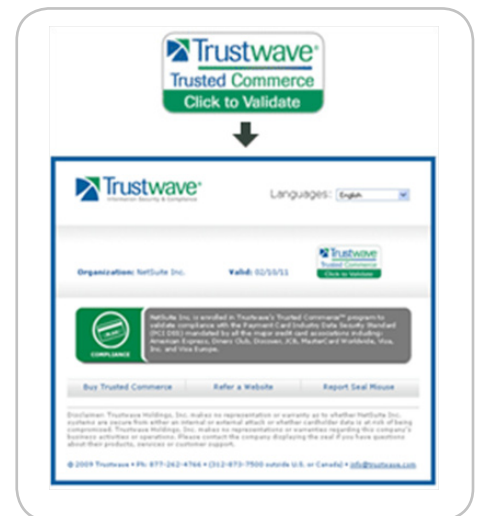 Trustwave®
Trusted Commerce
Click to Validate
Trustwave®
Information Security & Compliance
Languages: English
Trustwave
Trusted Commerce
Click to Validate
Organization: NetSuite Inc. Valid: 02/10/11
NetSuite Inc. is enrolled in Trustwave's Trusted Commerce™ program to
validate compliance with the Payment Card Industry Data Security Standard
(PCI DSS) mandated by all the major credit card associations including:
American Express, Diners Club, Discover, JCB, MasterCard Worldwide, Visa,
Inc. and Visa Europe.
COMPLIANCE
Buy Trusted Commerce Refer a Website Report Seal Misuse
Disclaimer: Trustwave Holdings, Inc. makes no representation or warranty as to whether NetSuite Inc.
systems are secure from either an internal or external attack or whether cardholder data is at risk of being
compromised. Trustwave Holdings, Inc. makes no representations or warranties regarding this company's
business activities or operations. Please contact the company displaying the seal if you have questions
about their products, services or customer support.
© 2009 Trustwave • Ph: 877-262-4766 • (312-873-7500 outside U.S. or Canada) • info@trustwave.com